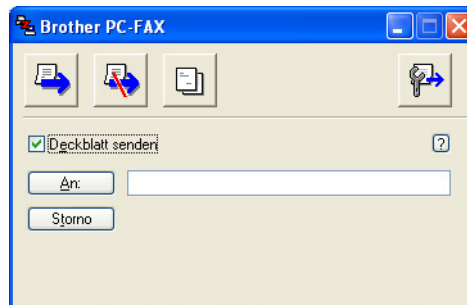 Brother PC-FAX
Deckblatt senden
?
An:
Storno